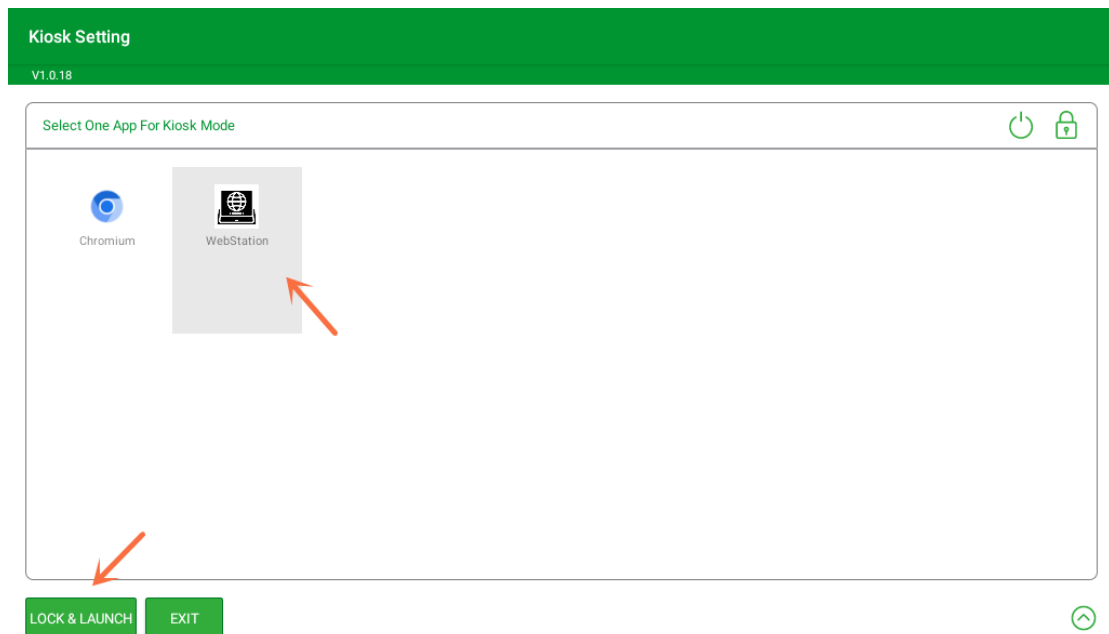 Kiosk Setting
V1.0.18
Select One App For Kiosk Mode
Chromium
WebStation
LOCK & LAUNCH
EXIT